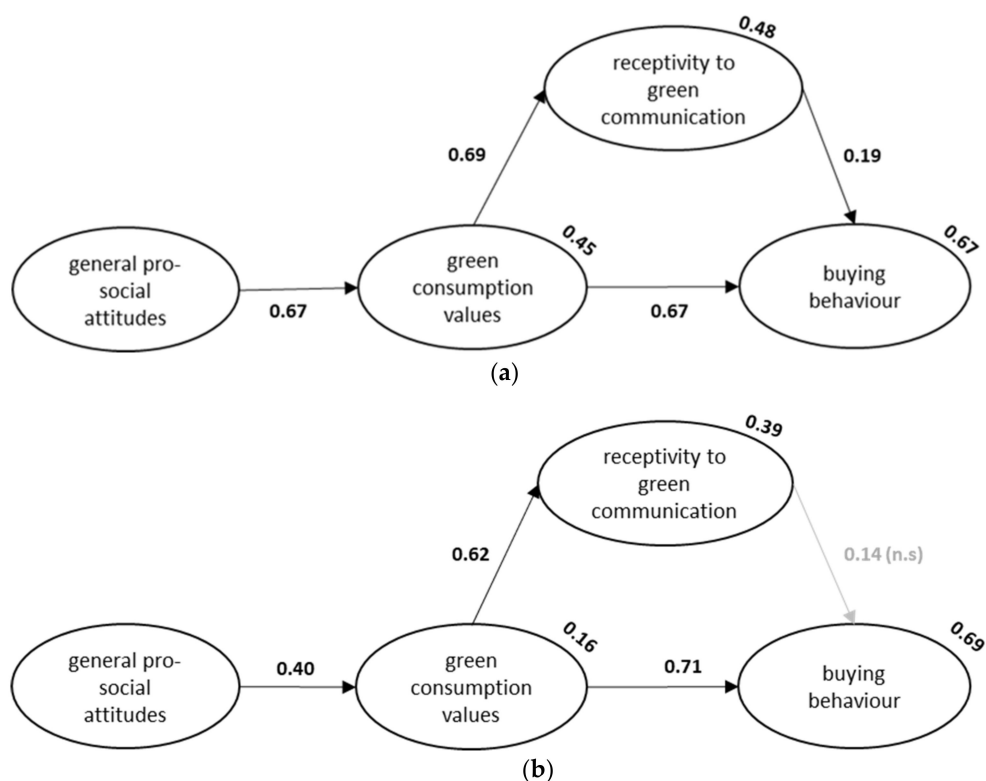 0.48
receptivity to
green
communication
0.69
0.19
general pro-
social
attitudes
0.67
0.45
green
consumption
values
0.67
0.67
buying
behaviour
(a)
0.39
receptivity to
green
communication
0.62
0.14 (n.s)
general pro-
social
attitudes
0.40
0.16
green
consumption
values
0.71
0.69
buying
behaviour
(b)